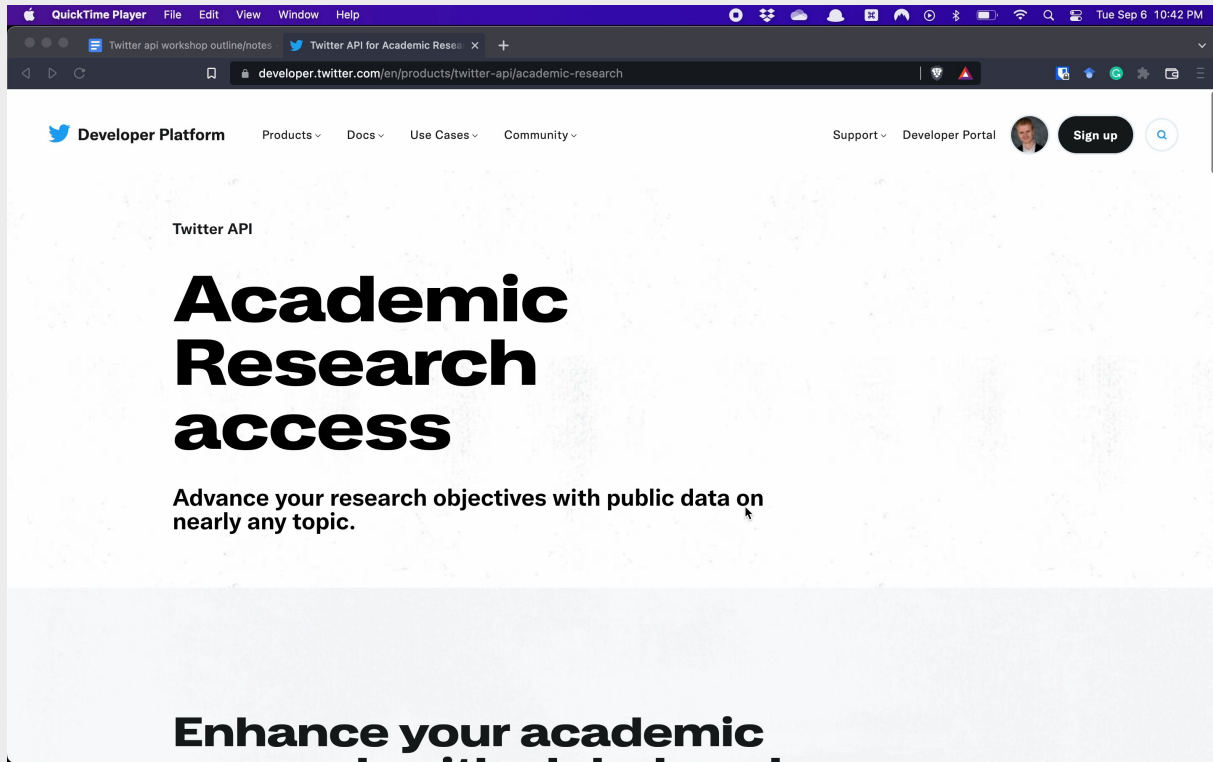 QuickTime Player File Edit View Window Help Tue Sep 6 10:42 PM
Twitter api workshop outline/notes Twitter API for Academic Resea
developer.twitter.com/en/products/twitter-api/academic-research
Developer Platform Products Docs Use Cases Community Support Developer Portal Sign up
Twitter API
Academic
Research
access
Advance your research objectives with public data on
nearly any topic.
Enhance your academic